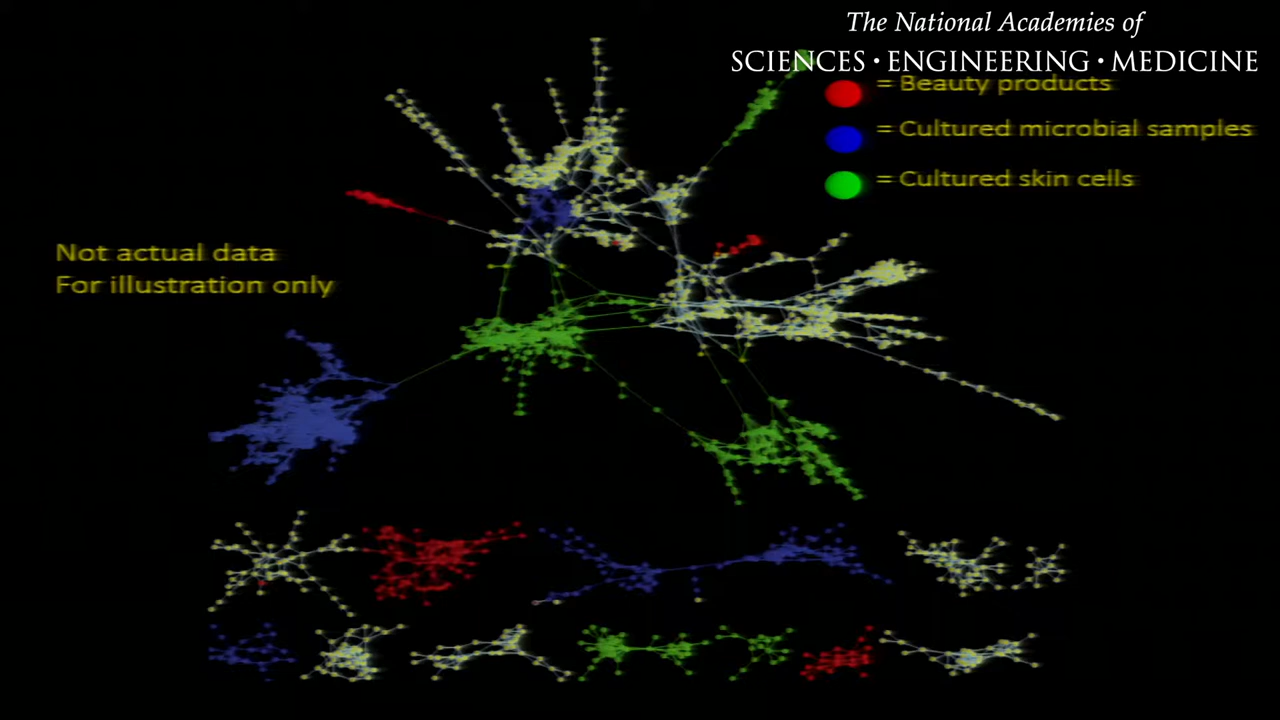 The National Academies of
SCIENCES • ENGINEERING • MEDICINE
= Beauty products
= Cultured microbial samples
= Cultured skin cells
Not actual data
For illustration only